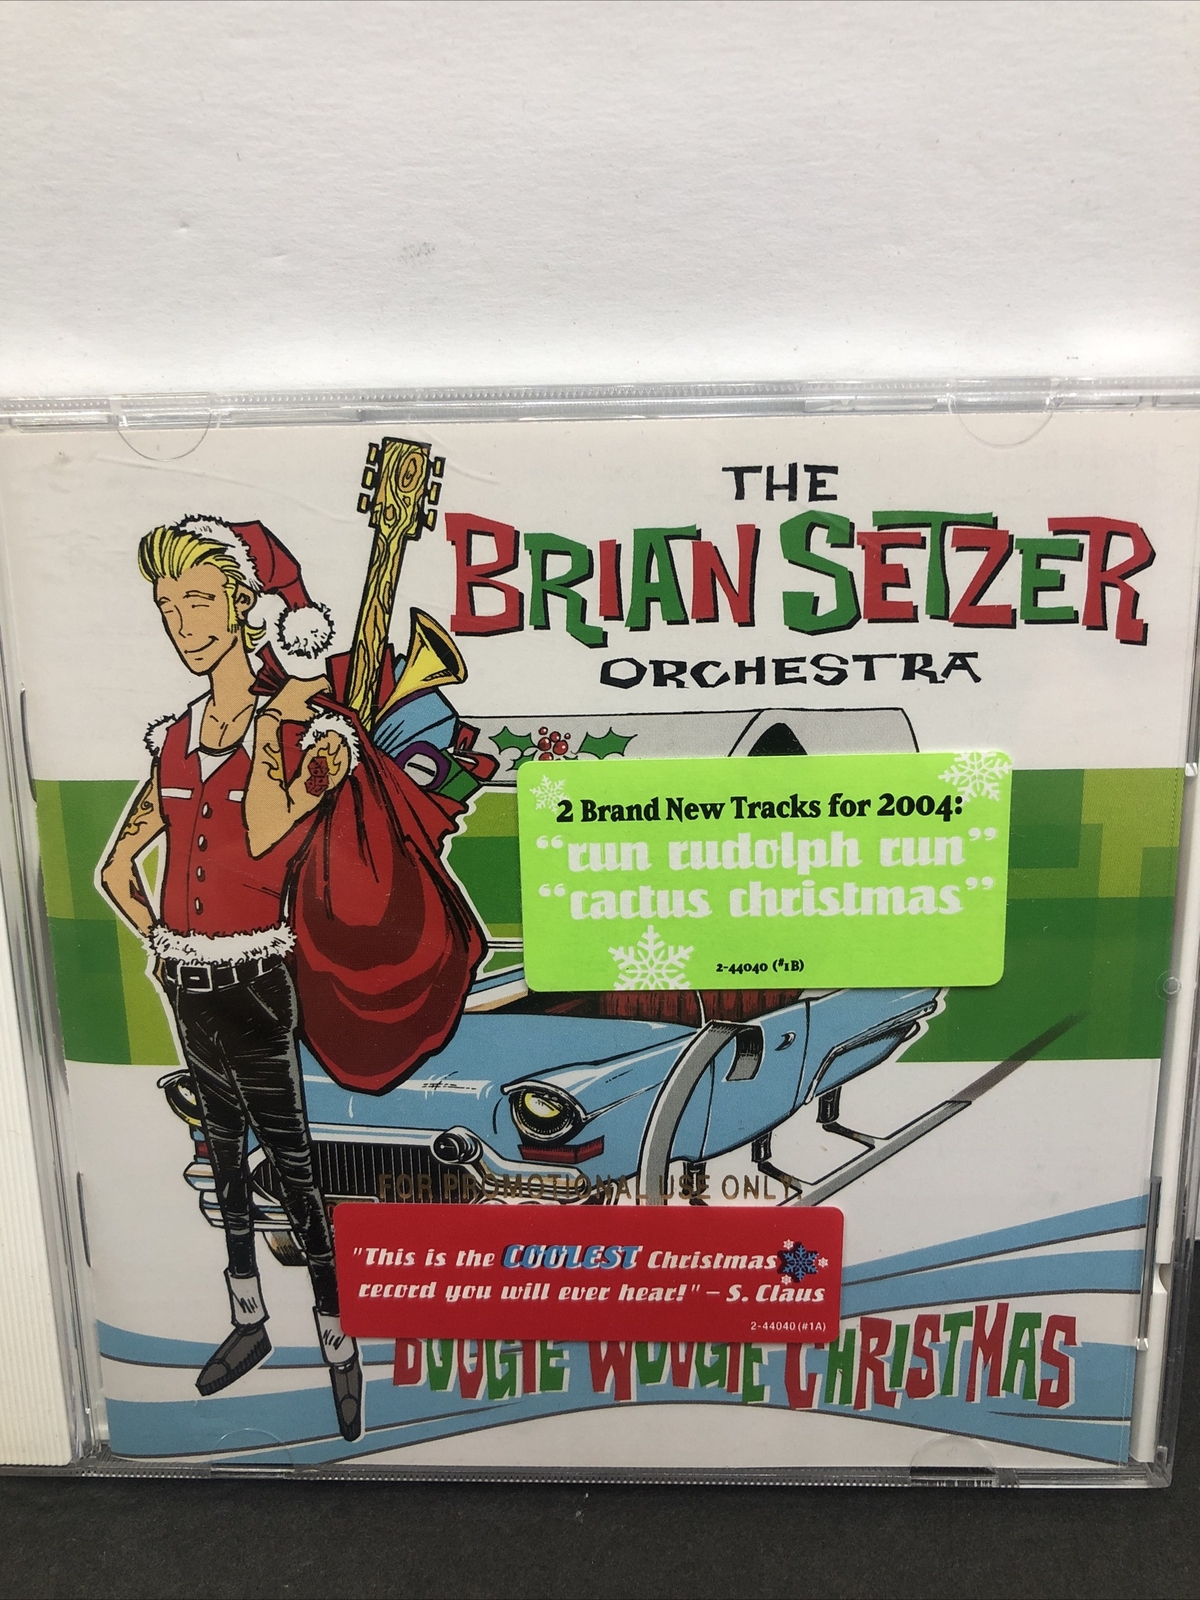 THE
BRIAN SETZER
ORCHESTRA
2 Brand New Tracks for 2004:
“run rudolph run”
“cactus christmas”
2-44040 (#1B)
FOR PROMOTIONAL USE ONLY,
"This is the COOLEST Christmas
record you will ever hear!" – S. Claus
2-44040 (#1A)
BOOGIE WOOGIE CHRISTMAS